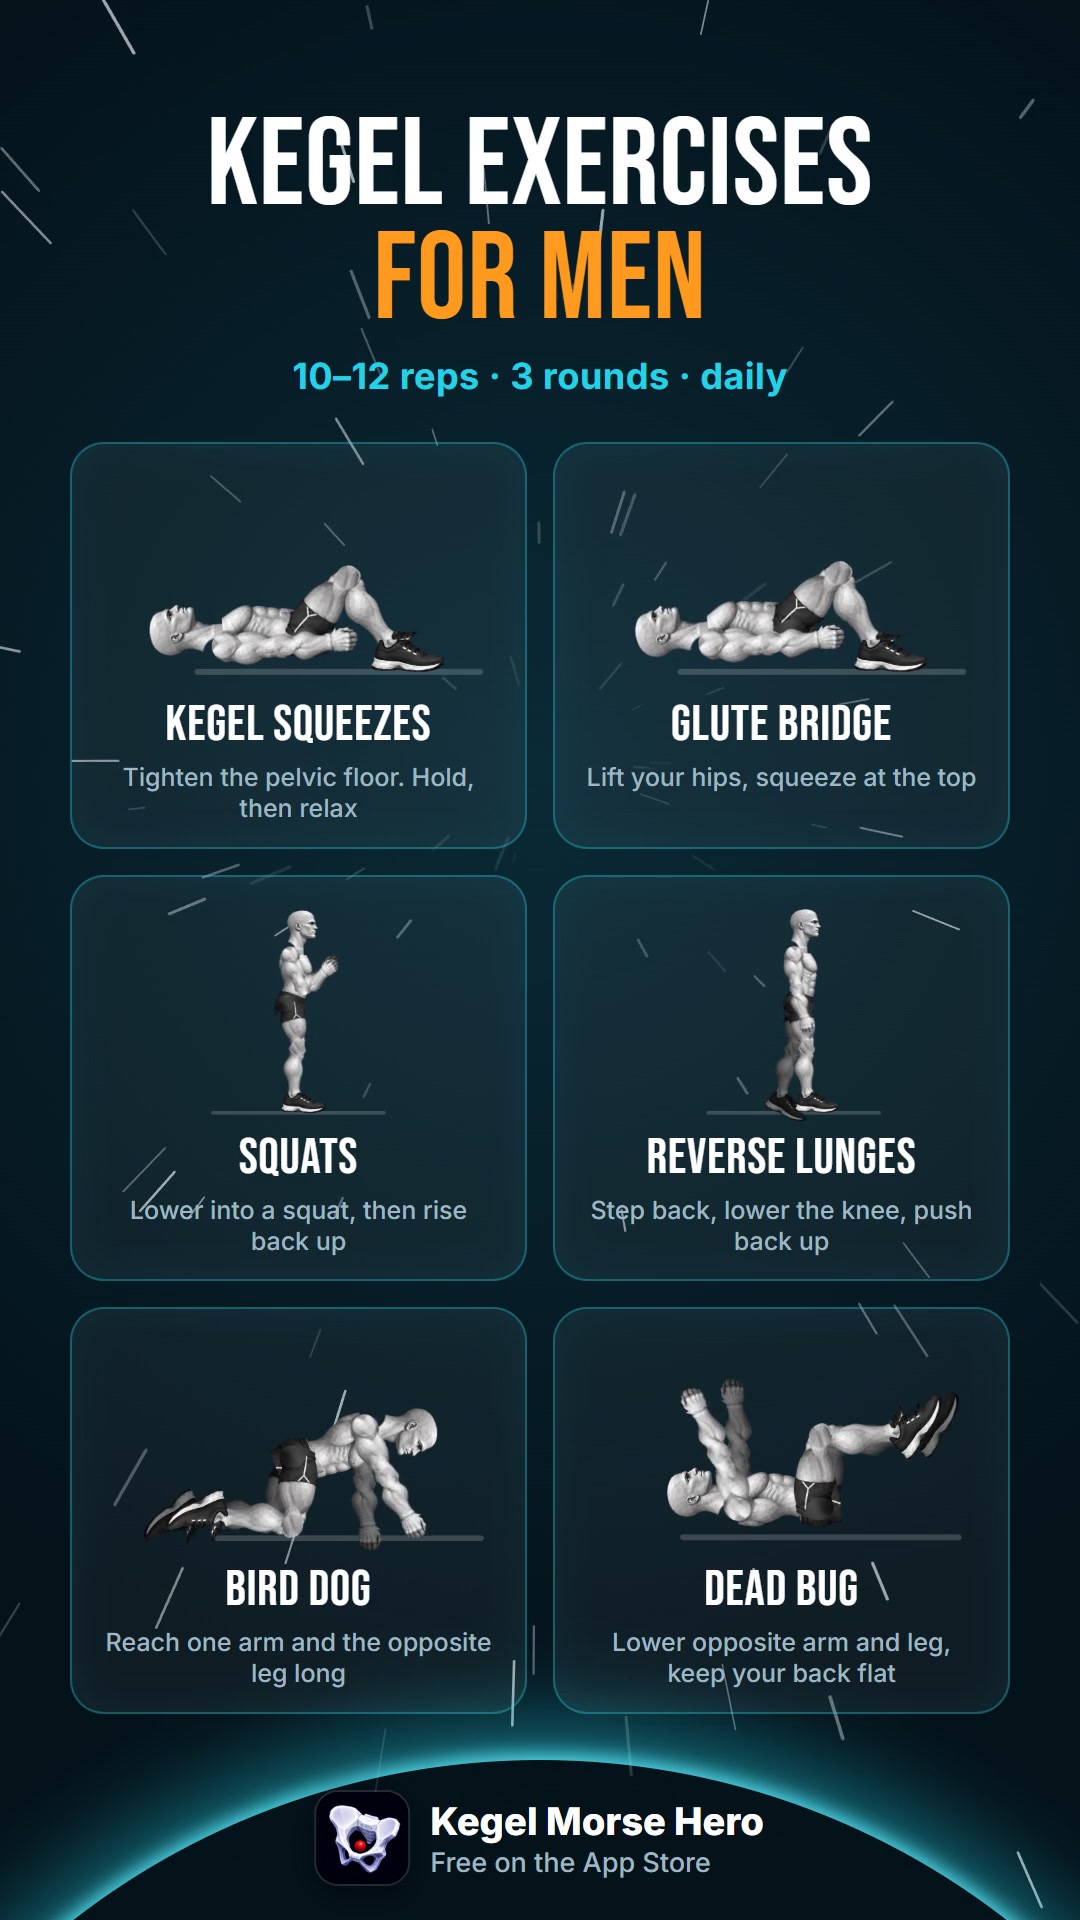 KEGEL EXERCISES
FOR MEN
10–12 reps · 3 rounds · daily
KEGEL SQUEEZES
Tighten the pelvic floor. Hold,
then relax
GLUTE BRIDGE
Lift your hips, squeeze at the top
SQUATS
Lower into a squat, then rise
back up
REVERSE LUNGES
Step back, lower the knee, push
back up
BIRD DOG
Reach one arm and the opposite
leg long
DEAD BUG
Lower opposite arm and leg,
keep your back flat
Kegel Morse Hero
Free on the App Store